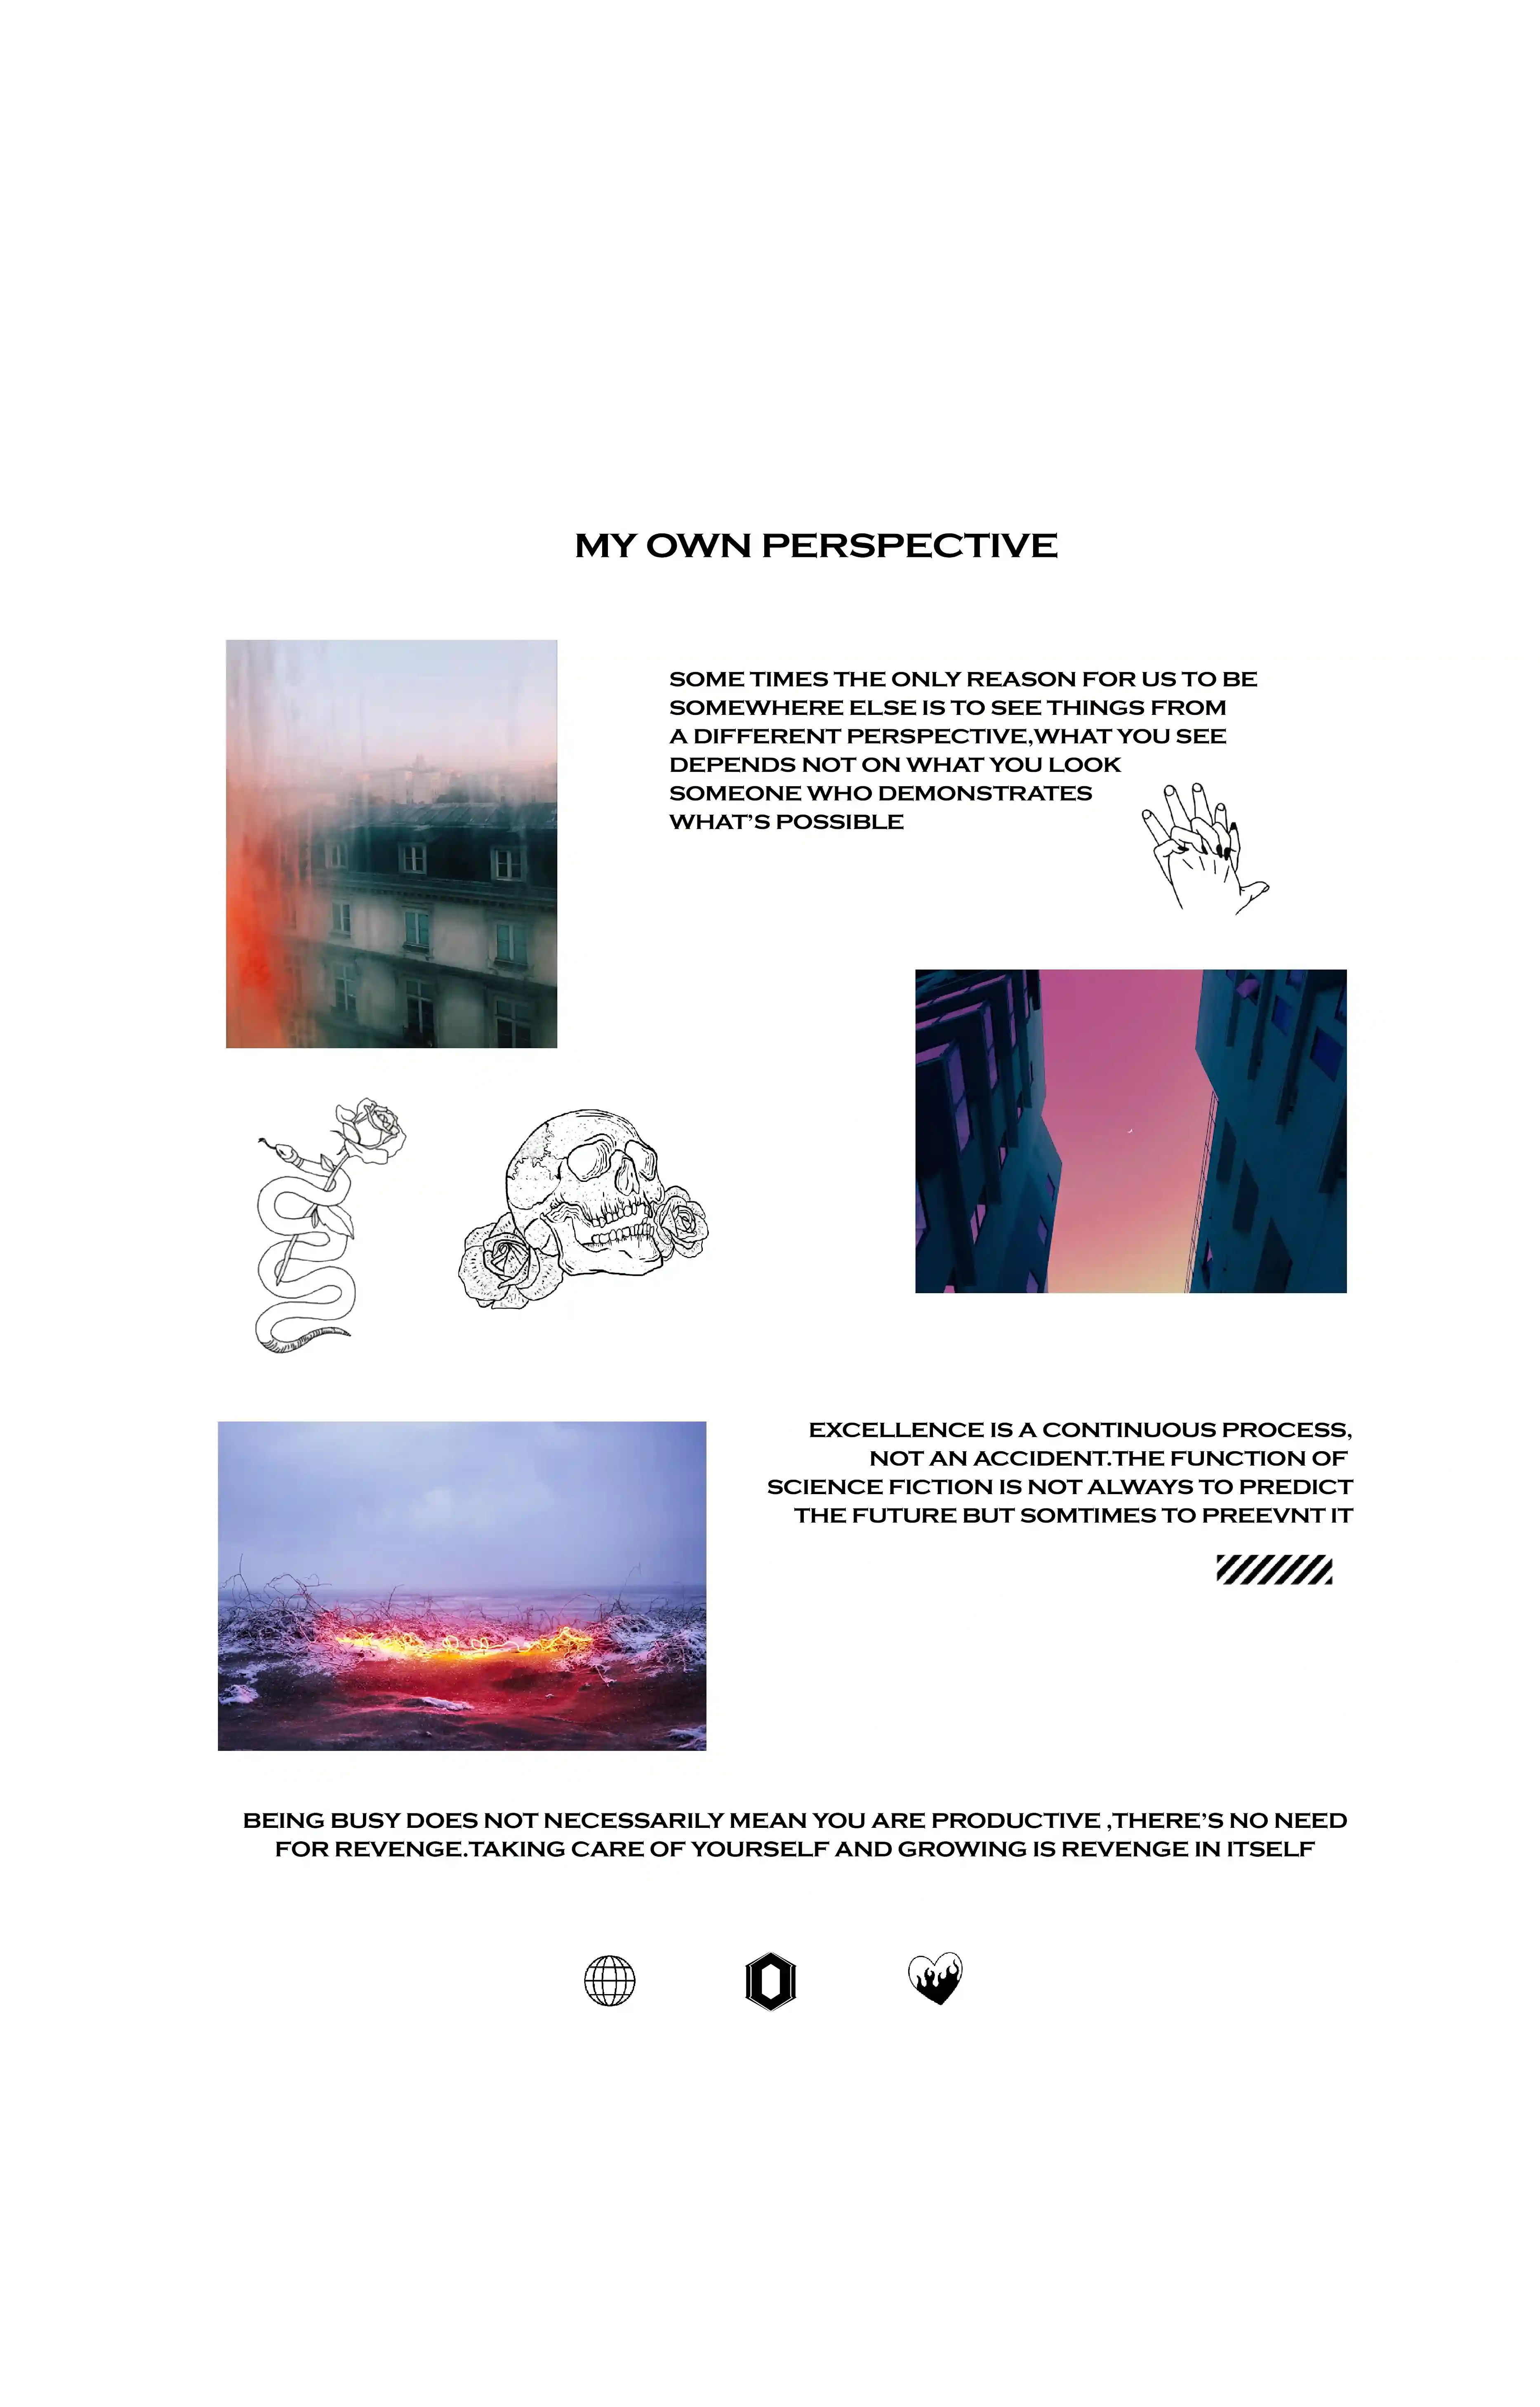 MY OWN PERSPECTIVE
SOME TIMES THE ONLY REASON FOR US TO BE
SOMEWHERE ELSE IS TO SEE THINGS FROM
A DIFFERENT PERSPECTIVE,WHAT YOU SEE
DEPENDS NOT ON WHAT YOU LOOK
SOMEONE WHO DEMONSTRATES
WHAT'S POSSIBLE
EXCELLENCE IS A CONTINUOUS PROCESS,
NOT AN ACCIDENT.THE FUNCTION OF
SCIENCE FICTION IS NOT ALWAYS TO PREDICT
THE FUTURE BUT SOMTIMES TO PREEVNT IT
BEING BUSY DOES NOT NECESSARILY MEAN YOU ARE PRODUCTIVE ,THERE'S NO NEED
FOR REVENGE.TAKING CARE OF YOURSELF AND GROWING IS REVENGE IN ITSELF